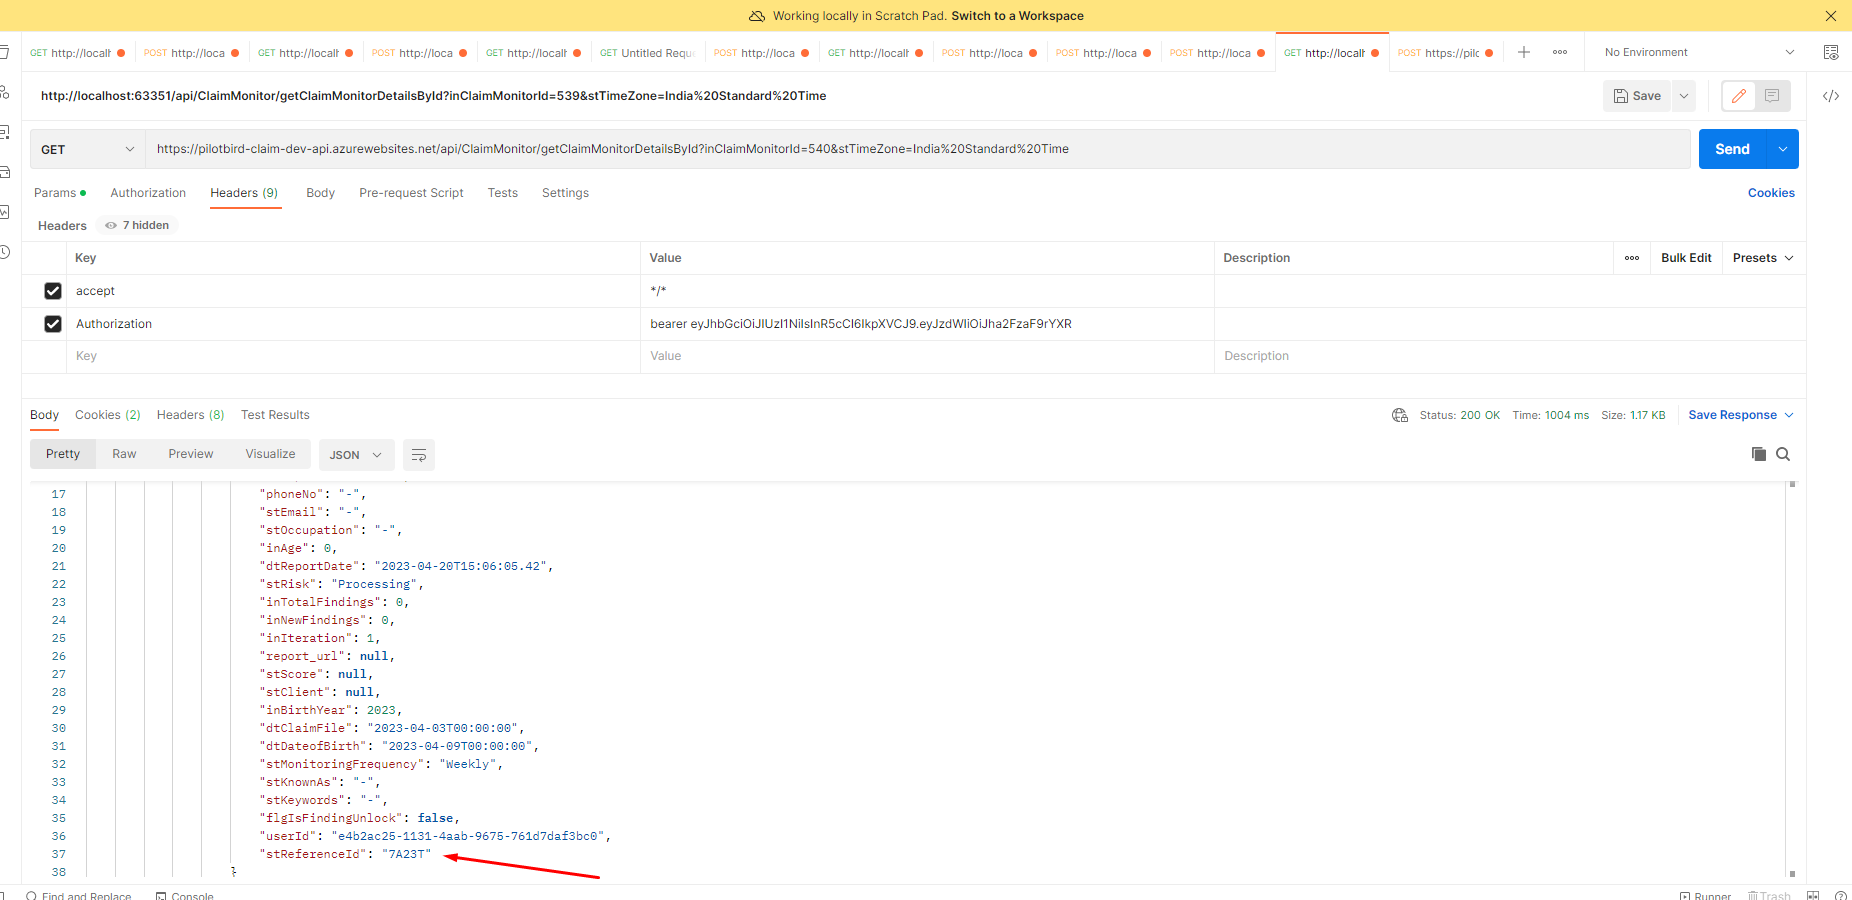 Working locally in Scratch Pad. Switch to a Workspace
GET http://localh POST http://loca GET http://localh POST http://loca GET http://localh GET Untitled Reque POST http://loca GET http://localh POST http://loca POST http://loca POST http://loca GET http://localh POST https://pilc No Environment
http://localhost:63351/api/ClaimMonitor/getClaimMonitorDetailsById?inClaimMonitorId=539&stTimeZone=India%20Standard%20Time Save
GET https://pilotbird-claim-dev-api.azurewebsites.net/api/ClaimMonitor/getClaimMonitorDetailsById?inClaimMonitorId=540&stTimeZone=India%20Standard%20Time Send
Params Authorization Headers (9) Body Pre-request Script Tests Settings Cookies
Headers 7 hidden
Key Value Description Bulk Edit Presets
accept */*
Authorization bearer eyJhbGciOiJIUzI1NiIsInR5cCI6IkpXVCJ9.eyJzdWIiOiJha2FzaF9rYXR
Key Value Description
Body Cookies (2) Headers (8) Test Results Status: 200 OK Time: 1004 ms Size: 1.17 KB Save Response
Pretty Raw Preview Visualize JSON
17 "phoneNo": "-",
18 "stEmail": "-",
19 "stOccupation": "-",
20 "inAge": 0,
21 "dtReportDate": "2023-04-20T15:06:05.42",
22 "stRisk": "Processing",
23 "inTotalFindings": 0,
24 "inNewFindings": 0,
25 "inIteration": 1,
26 "report_url": null,
27 "stScore": null,
28 "stClient": null,
29 "inBirthYear": 2023,
30 "dtClaimFile": "2023-04-03T00:00:00",
31 "dtDateofBirth": "2023-04-09T00:00:00",
32 "stMonitoringFrequency": "Weekly",
33 "stKnownAs": "-",
34 "stKeywords": "-",
35 "flgIsFindingUnlock": false,
36 "userId": "e4b2ac25-1131-4aab-9675-761d7daf3bc0",
37 "stReferenceId": "7A23T"
38 }
Find and Replace Console Runner Trash